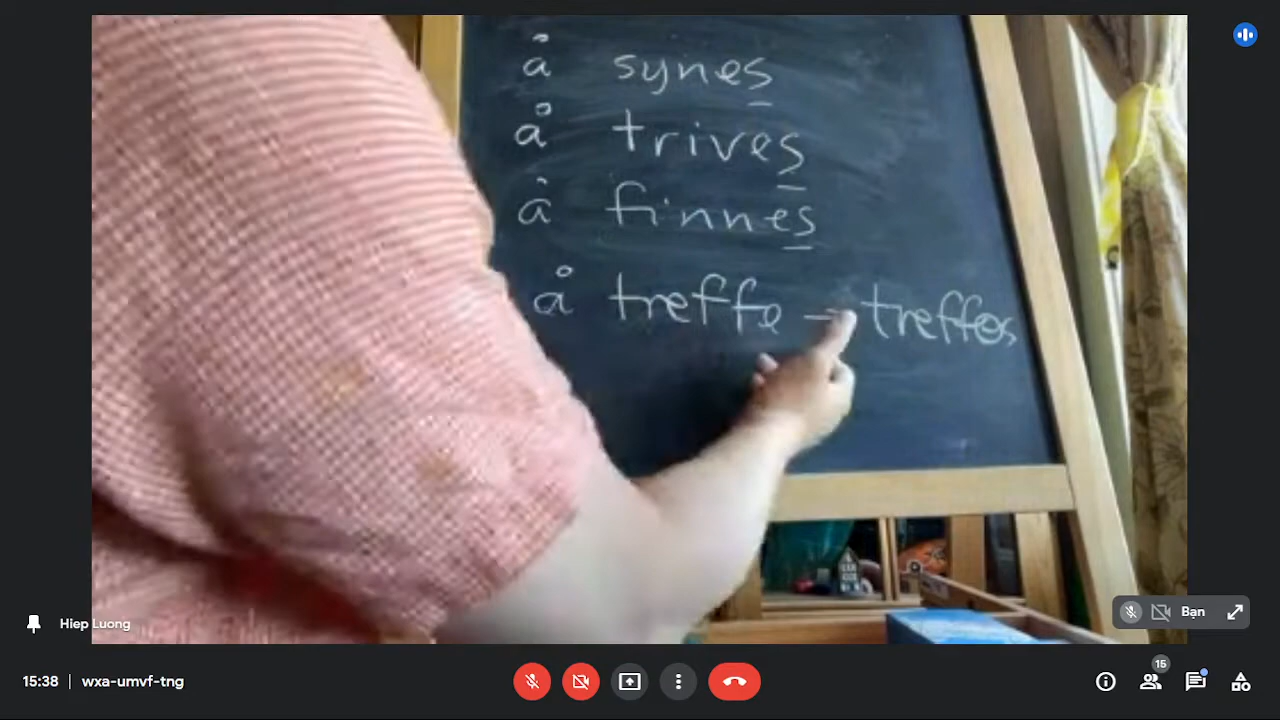 å synes
å trives
å finnes
å treffe - treffes
Hiep Luong
Bạn
15:38 | wxa-umvf-tng
15